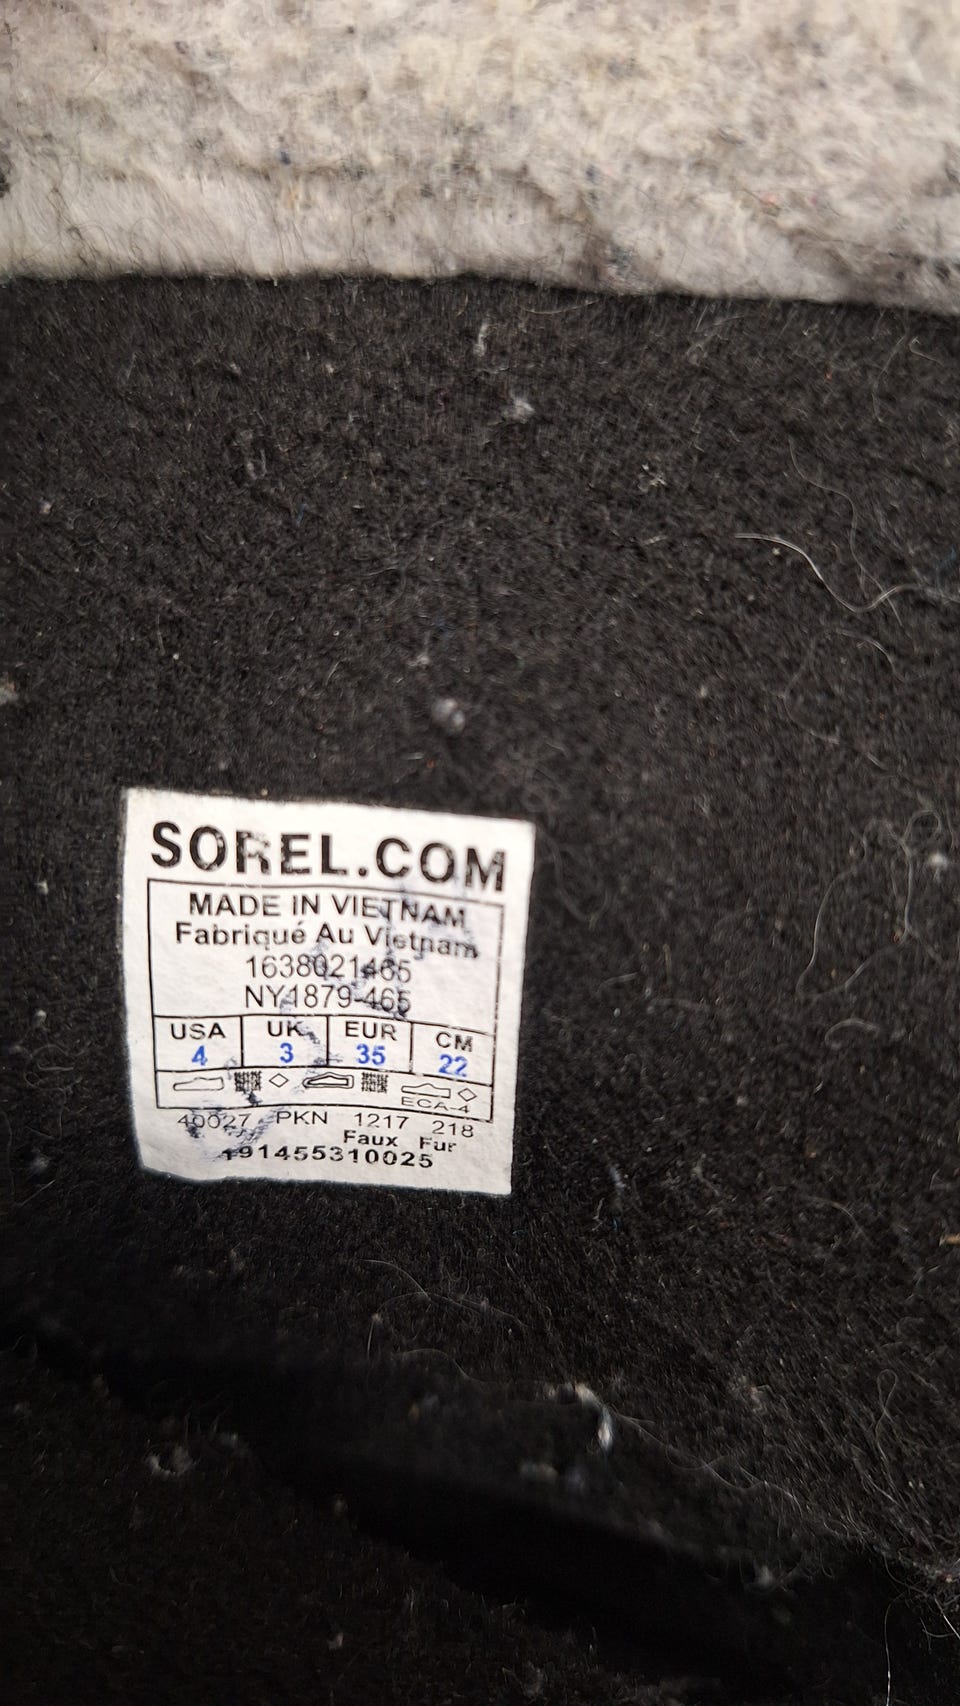 SOREL.COM
MADE IN VIETNAM
Fabriqué Au Vietnam
1638021465
NY1879-465
USA UK EUR CM
4 3 35 22
ECA-4
40027 PKN 1217 218
Faux Fur
191455310025